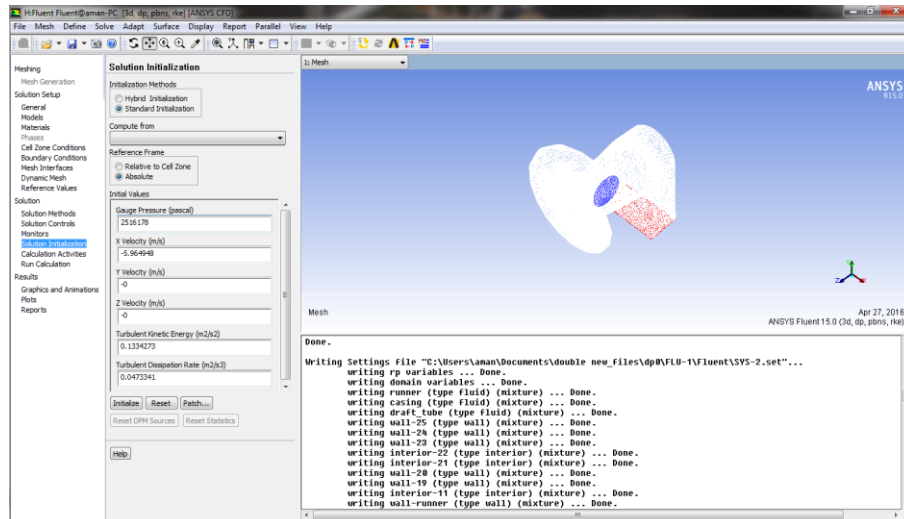 H:Fluent Fluent@aman-PC [3d, dp, pbns, rke] [ANSYS CFD]
File Mesh Define Solve Adapt Surface Display Report Parallel View Help
Meshing
Mesh Generation
Solution Setup
General
Models
Materials
Phases
Cell Zone Conditions
Boundary Conditions
Mesh Interfaces
Dynamic Mesh
Reference Values
Solution
Solution Methods
Solution Controls
Monitors
Solution Initialization
Calculation Activities
Run Calculation
Results
Graphics and Animations
Plots
Reports
Solution Initialization
Initialization Methods
Hybrid Initialization
Standard Initialization
Compute from
Reference Frame
Relative to Cell Zone
Absolute
Initial Values
Gauge Pressure (pascal)
2516178
X Velocity (m/s)
-5.964948
Y Velocity (m/s)
-0
Z Velocity (m/s)
-0
Turbulent Kinetic Energy (m2/s2)
0.1334273
Turbulent Dissipation Rate (m2/s3)
0.0473341
Initialize Reset Patch...
Reset DPM Sources Reset Statistics
Help
1: Mesh
ANSYS
R15.0
Y
Z X
Mesh
Apr 27, 2016
ANSYS Fluent 15.0 (3d, dp, pbns, rke)
Done.
Writing Settings file "C:\Users\aman\Documents\double new_files\dp0\FLU-1\Fluent\SYS-2.set"...
writing rp variables ... Done.
writing domain variables ... Done.
writing runner (type fluid) (mixture) ... Done.
writing casing (type fluid) (mixture) ... Done.
writing draft_tube (type fluid) (mixture) ... Done.
writing wall-25 (type wall) (mixture) ... Done.
writing wall-24 (type wall) (mixture) ... Done.
writing wall-23 (type wall) (mixture) ... Done.
writing interior-22 (type interior) (mixture) ... Done.
writing interior-21 (type interior) (mixture) ... Done.
writing wall-20 (type wall) (mixture) ... Done.
writing wall-19 (type wall) (mixture) ... Done.
writing interior-11 (type interior) (mixture) ... Done.
writing wall-runner (type wall) (mixture) ... Done.